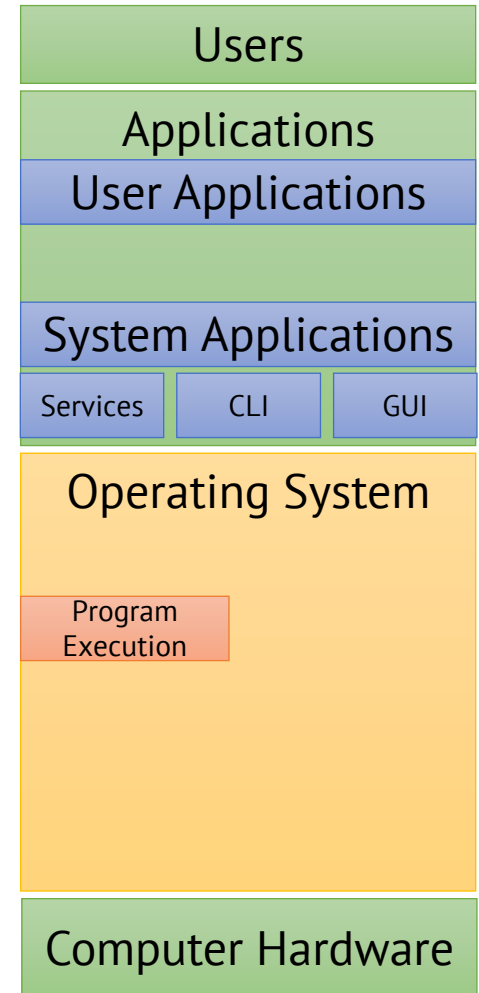 Users
Applications
User Applications
System Applications
Services
CLI
GUI
Operating System
Program
Execution
Computer Hardware